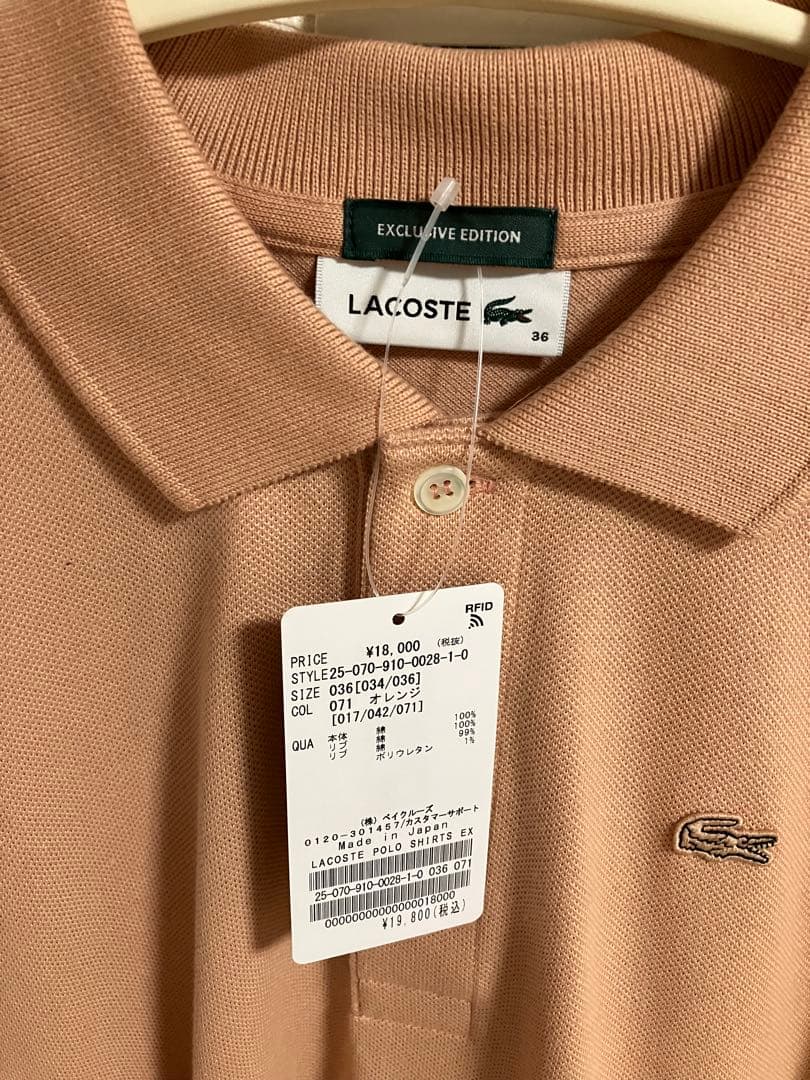 EXCLUSIVE EDITION
LACOSTE
36
RFID
PRICE ¥18,000 (税抜)
STYLE 25-070-910-0028-1-0
SIZE 036[034/036]
COL 071 オレンジ
[017/042/071]
QUA 本体 綿 100%
リブ 綿 100%
リブ 綿 99%
ポリウレタン 1%
(株) ベイクルーズ
0120-301457/カスタマーサポート
Made in Japan
LACOSTE POLO SHIRTS EX
25-070-910-0028-1-0 036 071
00000000000000018000
¥19,800(税込)